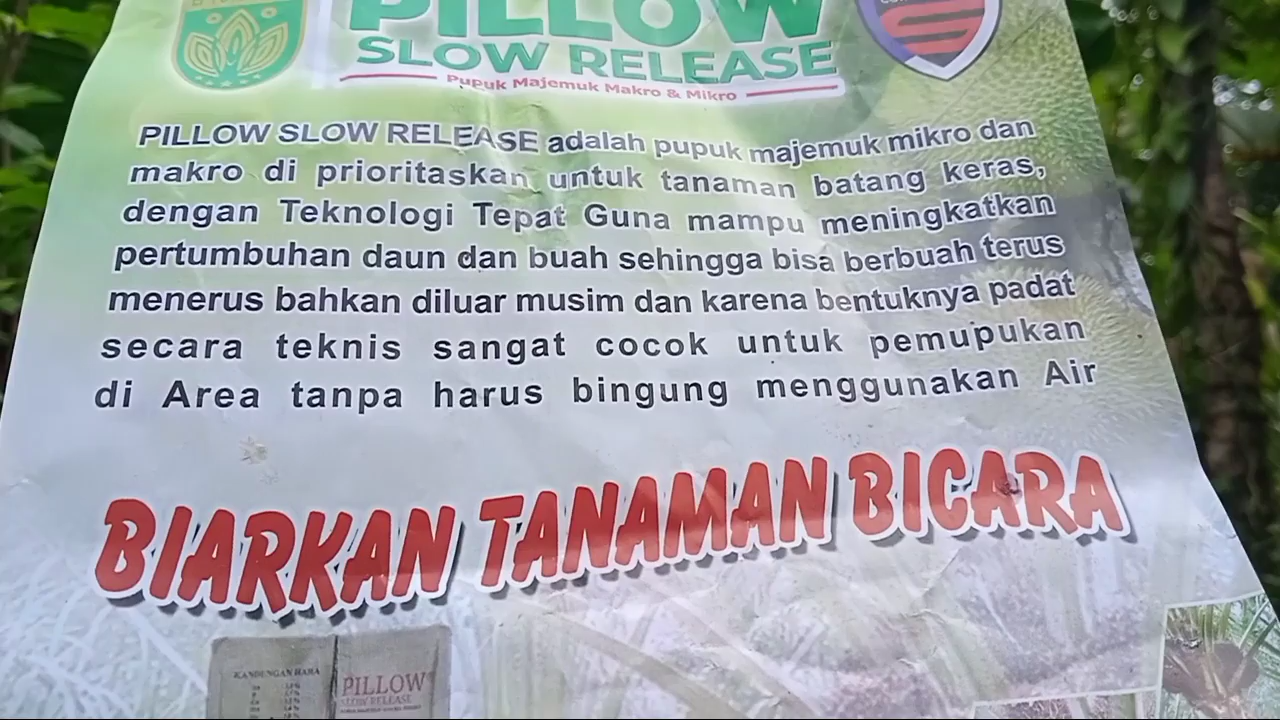 PILLOW
SLOW RELEASE
Pupuk Majemuk Makro & Mikro
PILLOW SLOW RELEASE adalah pupuk majemuk mikro dan
makro di prioritaskan untuk tanaman batang keras,
dengan Teknologi Tepat Guna mampu meningkatkan
pertumbuhan daun dan buah sehingga bisa berbuah terus
menerus bahkan diluar musim dan karena bentuknya padat
secara teknis sangat cocok untuk pemupukan
di Area tanpa harus bingung menggunakan Air
BIARKAN TANAMAN BICARA
KANDUNGAN HARA
PILLOW
SLOW RELEASE